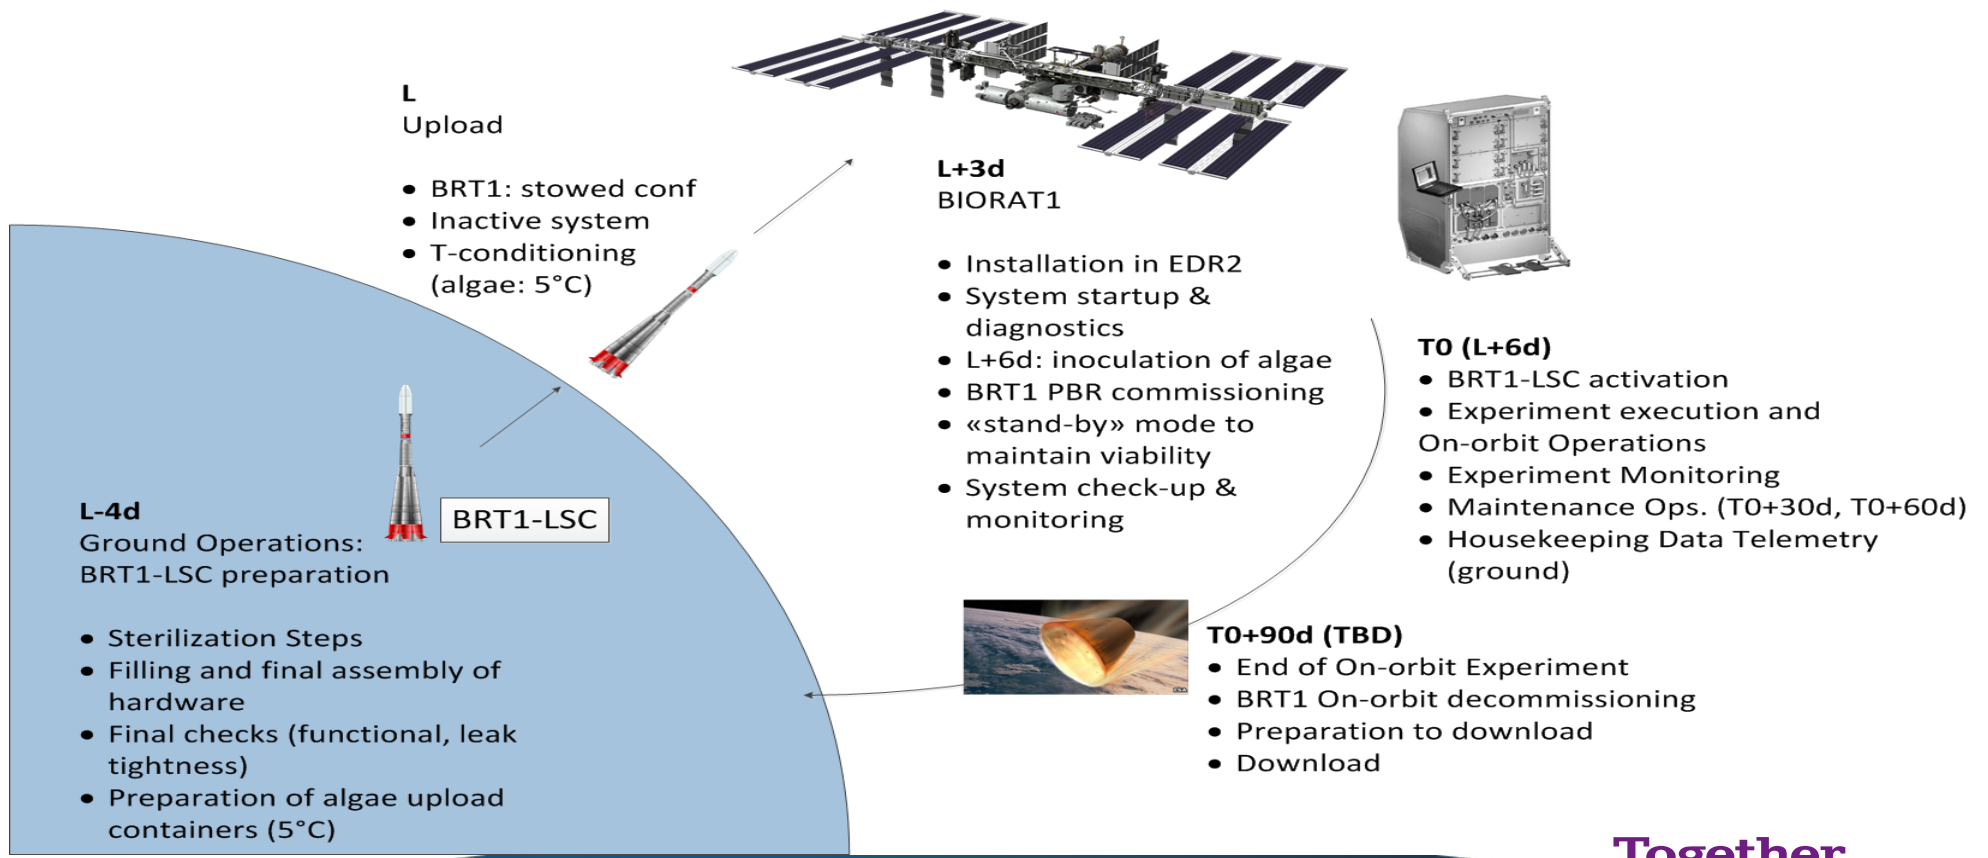 L
Upload
• BRT1: stowed conf
• Inactive system
• T-conditioning
(algae: 5°C)
L+3d
BIORAT1
• Installation in EDR2
• System startup &
diagnostics
• L+6d: inoculation of algae
• BRT1 PBR commissioning
• «stand-by» mode to
maintain viability
• System check-up &
monitoring
T0 (L+6d)
• BRT1-LSC activation
• Experiment execution and
On-orbit Operations
• Experiment Monitoring
• Maintenance Ops. (T0+30d, T0+60d)
• Housekeeping Data Telemetry
(ground)
BRT1-LSC
L-4d
Ground Operations:
BRT1-LSC preparation
• Sterilization Steps
• Filling and final assembly of
hardware
• Final checks (functional, leak
tightness)
• Preparation of algae upload
containers (5°C)
T0+90d (TBD)
• End of On-orbit Experiment
• BRT1 On-orbit decommissioning
• Preparation to download
• Download
Together